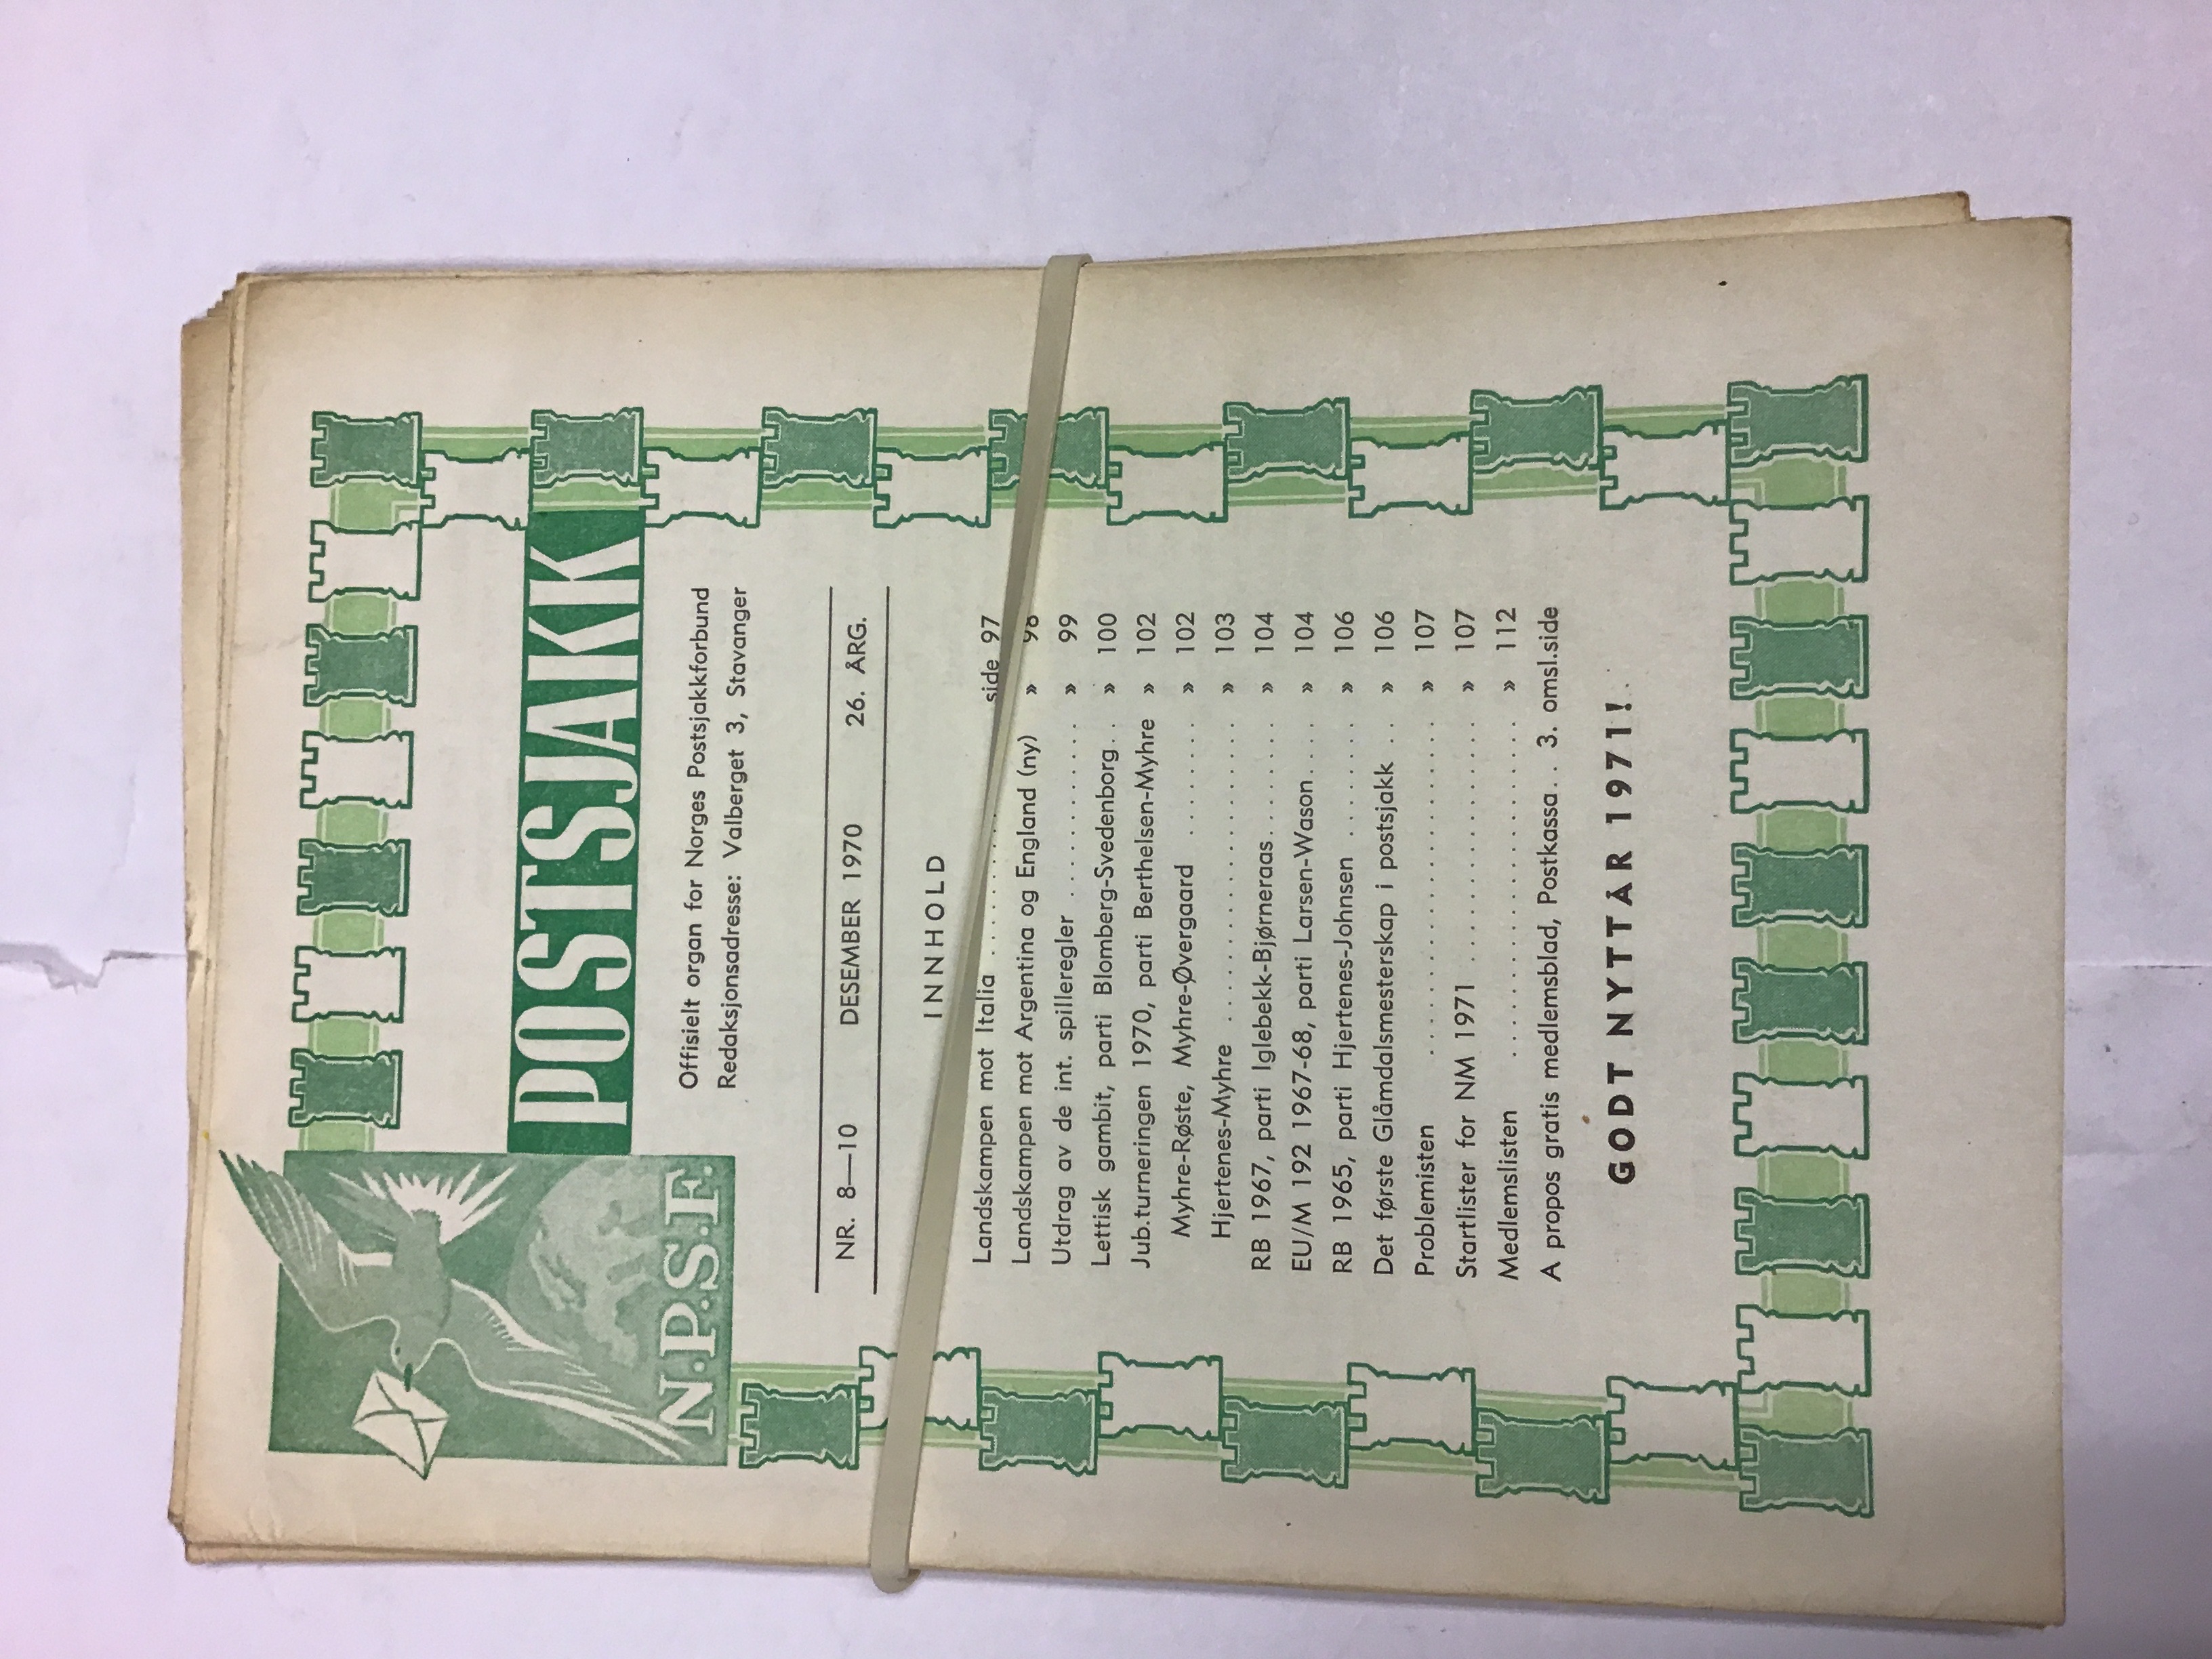 POSTSJAKK
N.P.S.F.
Offisielt organ for Norges Postsjakkforbund
Redaksjonsadresse: Valberget 3, Stavanger
NR. 8—10 DESEMBER 1970 26. ÅRG.
INNHOLD
Landskampen mot Italia .......... side 97
Landskampen mot Argentina og England (ny) » 98
Utdrag av de int. spilleregler .......... » 99
Lettisk gambit, parti Blomberg-Svedenborg.. » 100
Jub.turneringen 1970, parti Berthelsen-Myhre » 102
Myhre-Røste, Myhre-Øvergaard ........ » 102
Hjertenes-Myhre .................... » 103
RB 1967, parti Iglebekk-Bjørneraas....... » 104
EU/M 192 1967-68, parti Larsen-Wason.... » 104
RB 1965, parti Hjertenes-Johnsen ........ » 106
Det første Glåmdalsmesterskap i postsjakk .. » 106
Problemisten ....................... » 107
Startlister for NM 1971 ............... » 107
Medlemslisten ...................... » 112
A propos gratis medlemsblad, Postkassa.. 3. omsl.side
GODT NYTTÅR 1971!